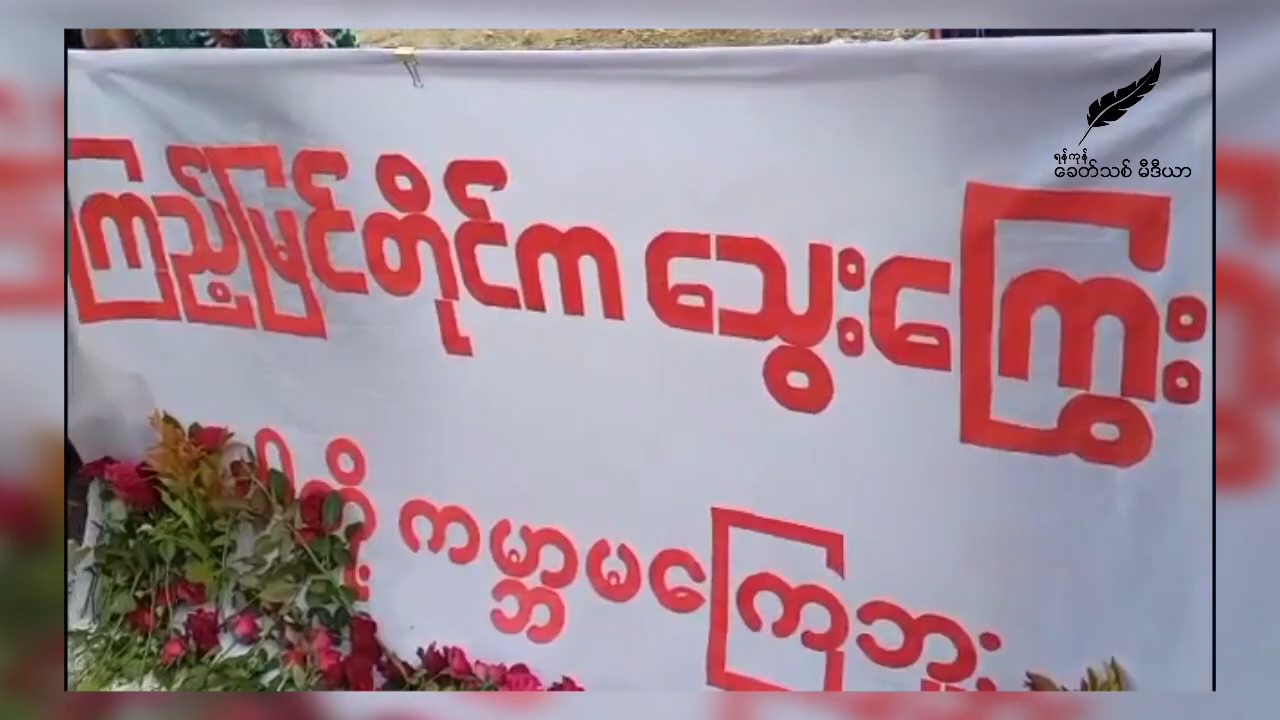 ကြည့်မြင်တိုင်က သွေးကြွေး
တို့ ကမ္ဘာမကြေဘူး
ရန်ကုန်
ခေတ်သစ် မီဒီယာ